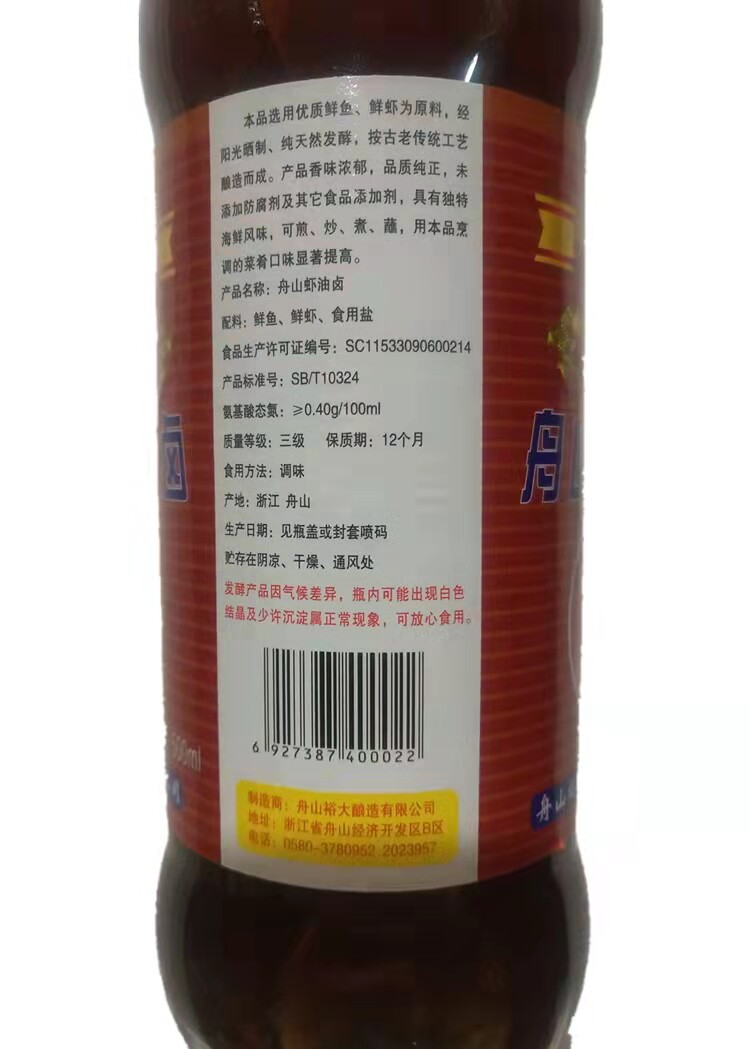 本品选用优质鲜鱼、鲜虾为原料，经
阳光晒制、纯天然发酵，按古老传统工艺
酿造而成。产品香味浓郁，品质纯正，未
添加防腐剂及其它食品添加剂，具有独特
海鲜风味，可煎、炒、煮、蘸，用本品烹
调的菜肴口味显著提高。
产品名称：舟山虾油卤
配料：鲜鱼、鲜虾、食用盐
食品生产许可证编号：SC11533090600214
产品标准号：SB/T10324
氨基酸态氮：≥0.40g/100ml
质量等级：三级 保质期：12个月
食用方法：调味
产地：浙江 舟山
生产日期：见瓶盖或封套喷码
贮存在阴凉、干燥、通风处
发酵产品因气候差异，瓶内可能出现白色
结晶及少许沉淀属正常现象，可放心食用。
6 927387 400022
制造商：舟山裕大酿造有限公司
地址：浙江省舟山经济开发区B区
电话：0580-3780952 2023957
卤
500ml
舟山
舟山